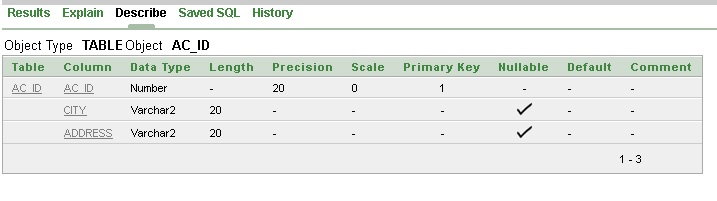 Results Explain Describe Saved SQL History
Object Type TABLE Object AC_ID
Table Column Data Type Length Precision Scale Primary Key Nullable Default Comment
AC_ID AC_ID Number - 20 0 1 - - -
CITY Varchar2 20 - - - - -
ADDRESS Varchar2 20 - - - - -
1 - 3